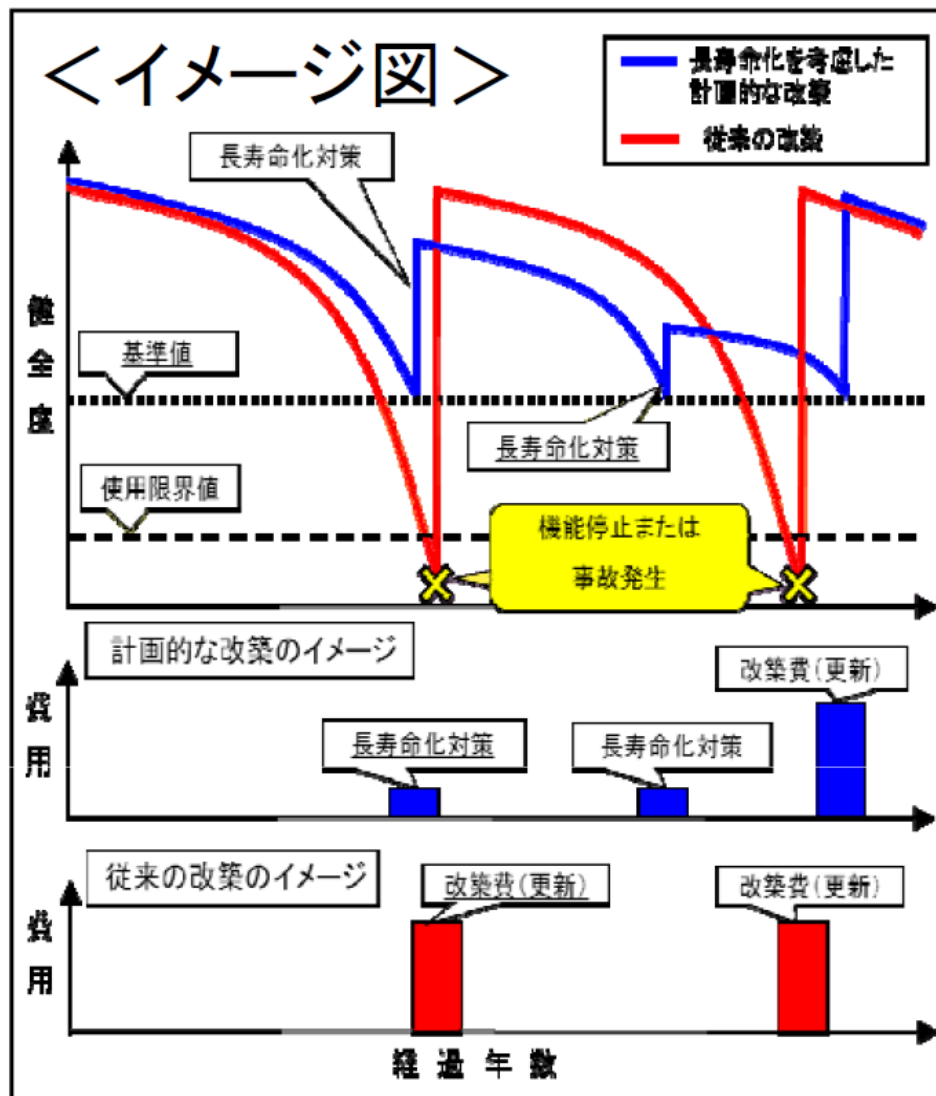 ＜イメージ図＞
長寿命化を考慮した
計画的な改築
従来の改築
長寿命化対策
健全度
基準値
長寿命化対策
使用限界値
機能停止または
事故発生
計画的な改築のイメージ
改築費(更新)
費用
長寿命化対策
長寿命化対策
従来の改築のイメージ
改築費(更新)
改築費(更新)
費用
経過年数